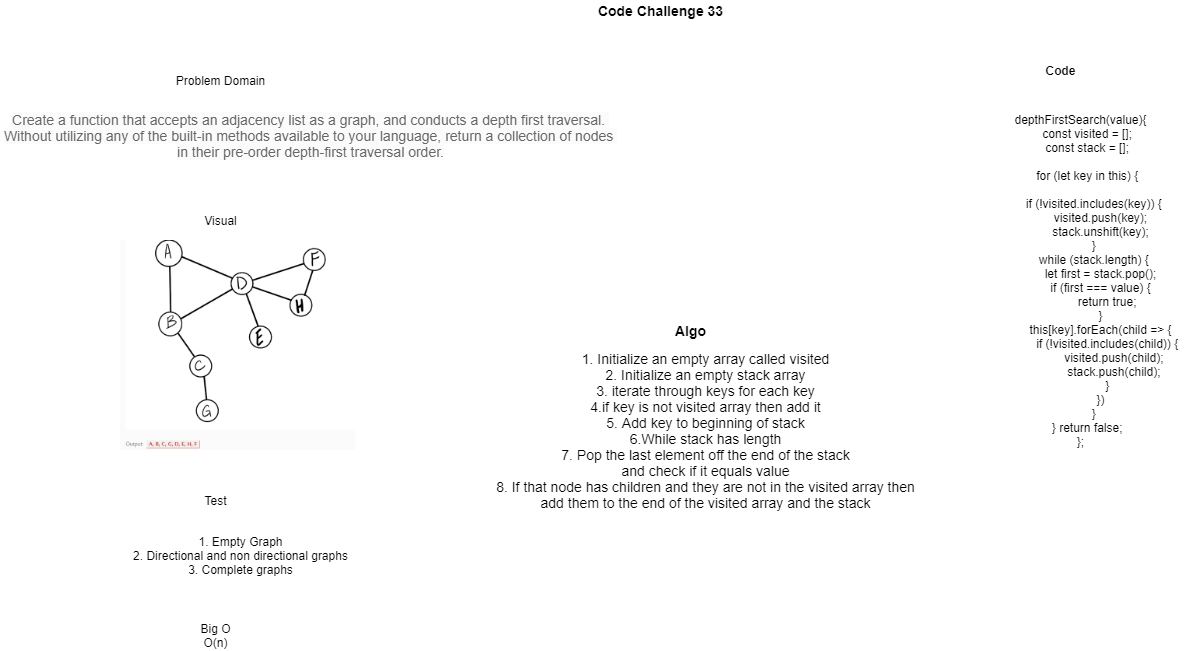 Code Challenge 33
Problem Domain
Create a function that accepts an adjacency list as a graph, and conducts a depth first traversal.
Without utilizing any of the built-in methods available to your language, return a collection of nodes
in their pre-order depth-first traversal order.
Visual
A
F
D
H
B
E
C
G
Output: A, B, C, G, D, E, H, F
Test
1. Empty Graph
2. Directional and non directional graphs
3. Complete graphs
Big O
O(n)
Algo
1. Initialize an empty array called visited
2. Initialize an empty stack array
3. iterate through keys for each key
4.if key is not visited array then add it
5. Add key to beginning of stack
6.While stack has length
7. Pop the last element off the end of the stack
and check if it equals value
8. If that node has children and they are not in the visited array then
add them to the end of the visited array and the stack
Code
depthFirstSearch(value){
const visited = [];
const stack = [];
for (let key in this) {
if (!visited.includes(key)) {
visited.push(key);
stack.unshift(key);
}
while (stack.length) {
let first = stack.pop();
if (first === value) {
return true;
}
this[key].forEach(child => {
if (!visited.includes(child)) {
visited.push(child);
stack.push(child);
}
})
}
} return false;
};